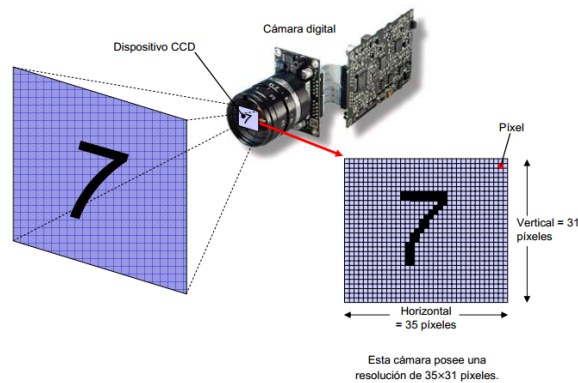 Cámara digital
Dispositivo CCD
7
7
Píxel
7
Vertical = 31
píxeles
Horizontal
= 35 píxeles
Esta cámara posee una
resolución de 35×31 píxeles.